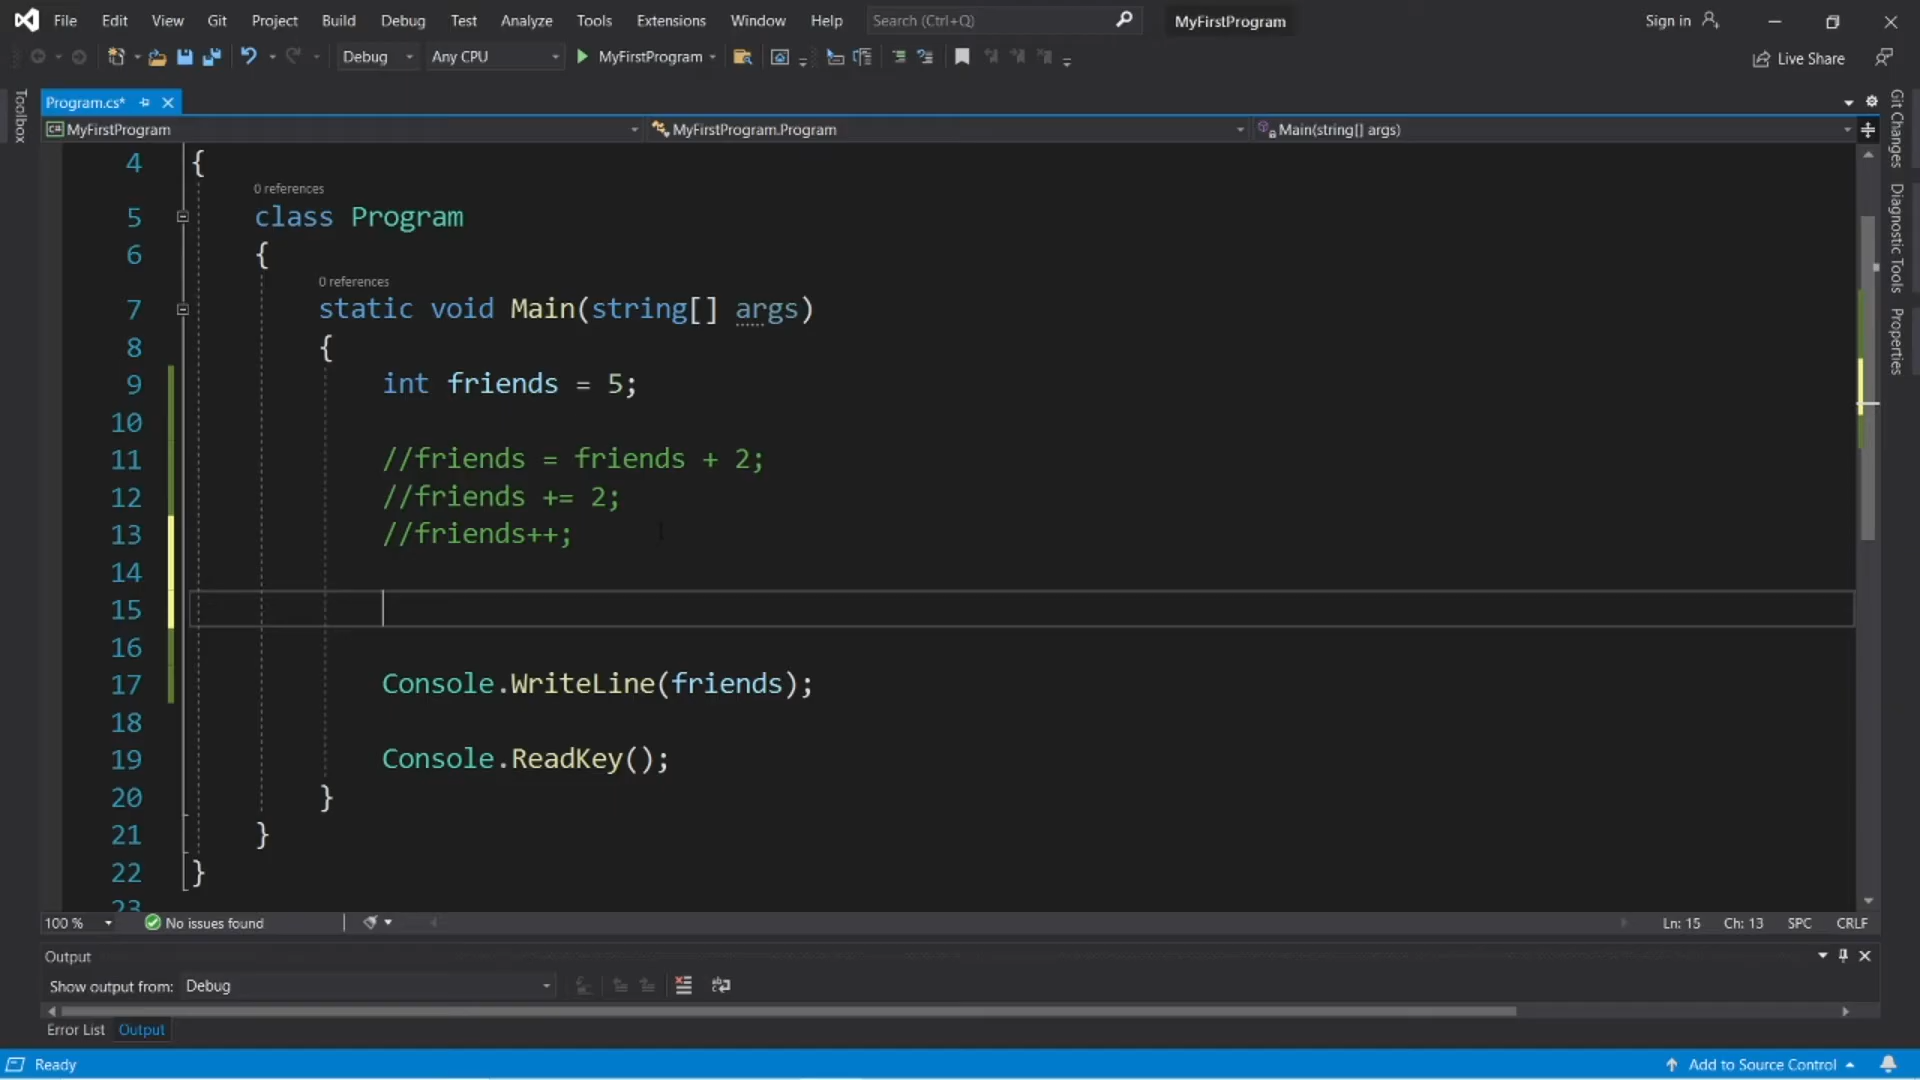 File Edit View Git Project Build Debug Test Analyze Tools Extensions Window Help Search (Ctrl+Q) MyFirstProgram Sign in
Debug Any CPU MyFirstProgram Live Share
Toolbox
Program.cs*
MyFirstProgram MyFirstProgram.Program Main(string[] args)
4 {
0 references
5 class Program
6 {
0 references
7 static void Main(string[] args)
8 {
9 int friends = 5;
10
11 //friends = friends + 2;
12 //friends += 2;
13 //friends++;
14
15
16
17 Console.WriteLine(friends);
18
19 Console.ReadKey();
20 }
21 }
22 }
23
Git Changes
Diagnostic Tools
Properties
100 % No issues found Ln: 15 Ch: 13 SPC CRLF
Output
Show output from: Debug
Error List Output
Ready Add to Source Control